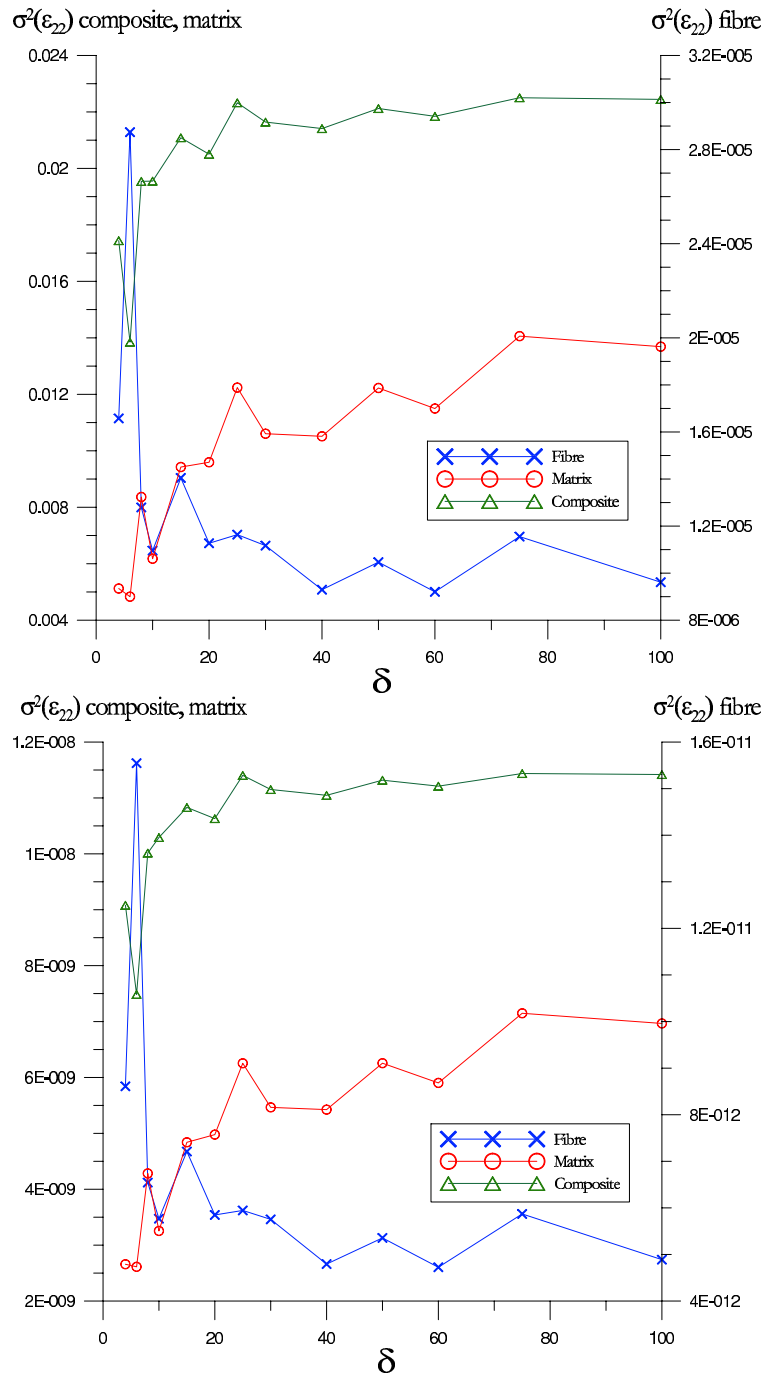 σ²(ε₂₂) composite, matrix
σ²(ε₂₂) fibre
0.024
0.02
0.016
0.012
0.008
0.004
3.2E-005
2.8E-005
2.4E-005
2E-005
1.6E-005
1.2E-005
8E-006
Fibre
Matrix
Composite
0 20 40 60 80 100
δ
σ²(ε₂₂) composite, matrix
σ²(ε₂₂) fibre
1.2E-008
1E-008
8E-009
6E-009
4E-009
2E-009
1.6E-011
1.2E-011
8E-012
4E-012
Fibre
Matrix
Composite
0 20 40 60 80 100
δ